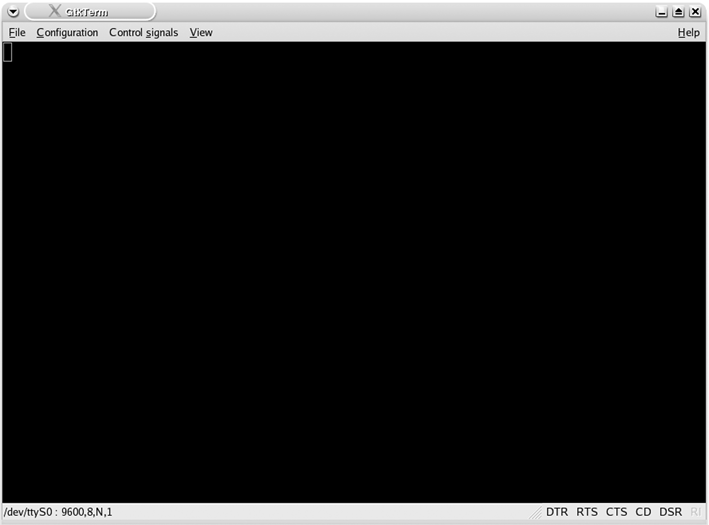 GtkTerm
File Configuration Control signals View Help
/dev/ttyS0 : 9600,8,N,1 DTR RTS CTS CD DSR RI